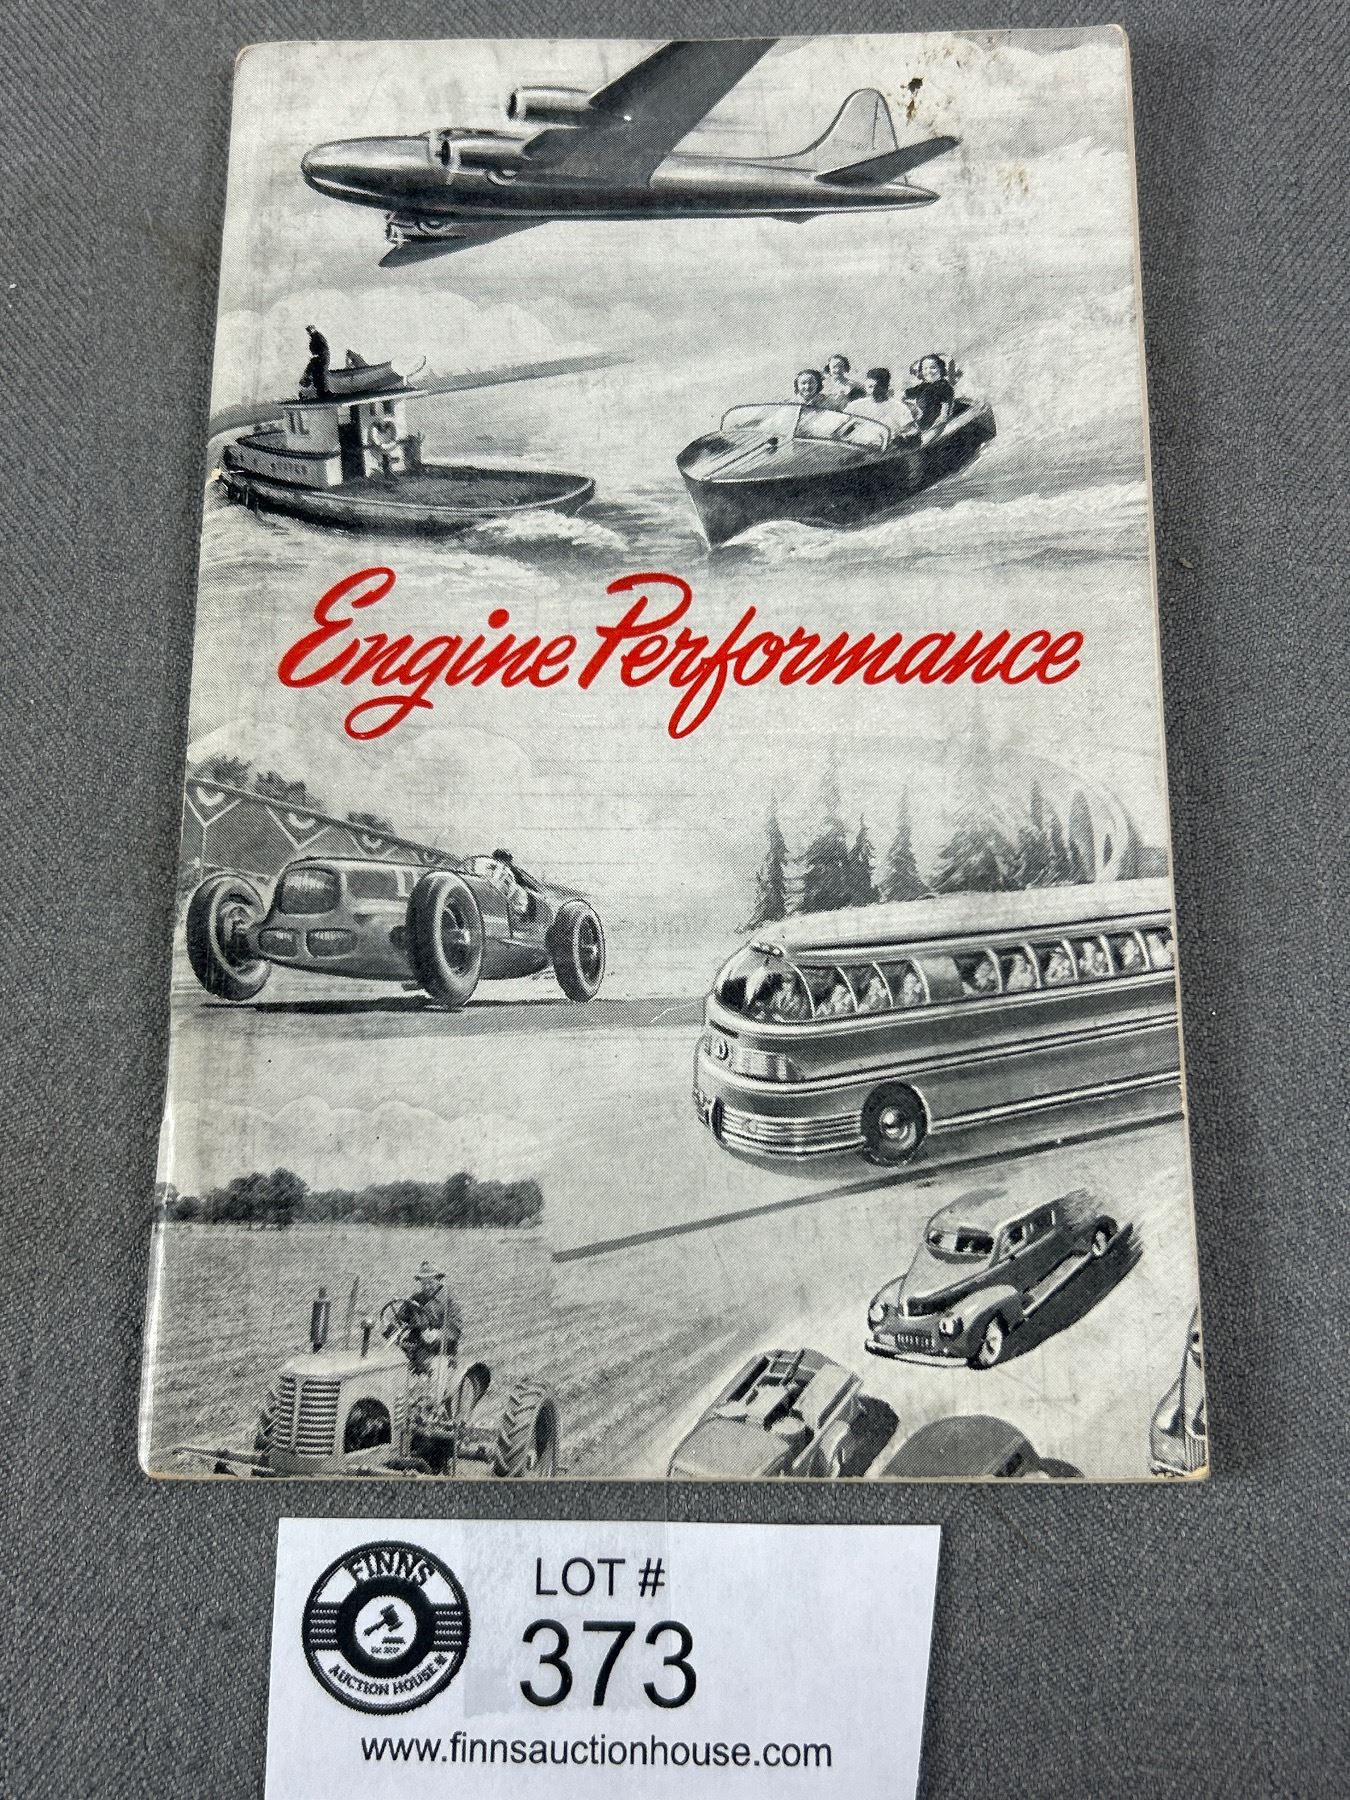 Engine Performance
FINNS
AUCTION HOUSE
LOT #
373
www.finnsauctionhouse.com